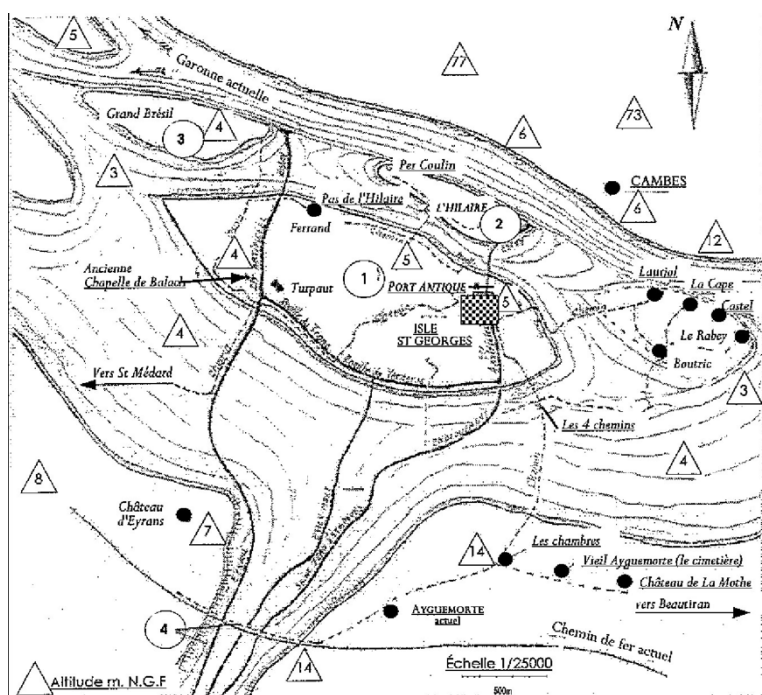 5
Garonne actuelle
77
N
Grand Brésil
4
3
6
73
3
Per Coulin
CAMBES
6
Pas de l'Hilaire
L'HILAIRE
2
12
Ferrand
4
5
Ancienne
Chapelle de Balach
Turpaut
1
PORT ANTIQUE
5
Lauriol
La Cape
Castel
ISLE
ST GEORGES
Le Rabey
4
Boutric
Vers St Médard
3
Les 4 chemins
4
8
Château
d'Eyrans
7
14
Les chambres
Vieil Ayguemorte (le cimetière)
Château de La Mothe
AYGUEMORTE
actuel
vers Beautiran
4
Chemin de fer actuel
14
Altitude m. N.G.F
Échelle 1/25000
500m